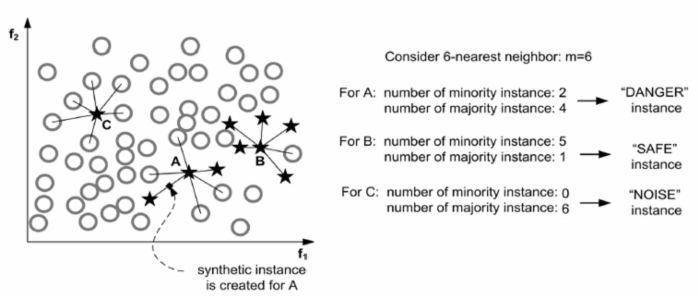 f2
Consider 6-nearest neighbor: m=6
For A: number of minority instance: 2
number of majority instance: 4
"DANGER"
instance
For B: number of minority instance: 5
number of majority instance: 1
"SAFE"
instance
For C: number of minority instance: 0
number of majority instance: 6
"NOISE"
instance
C
A
B
f1
synthetic instance
is created for A